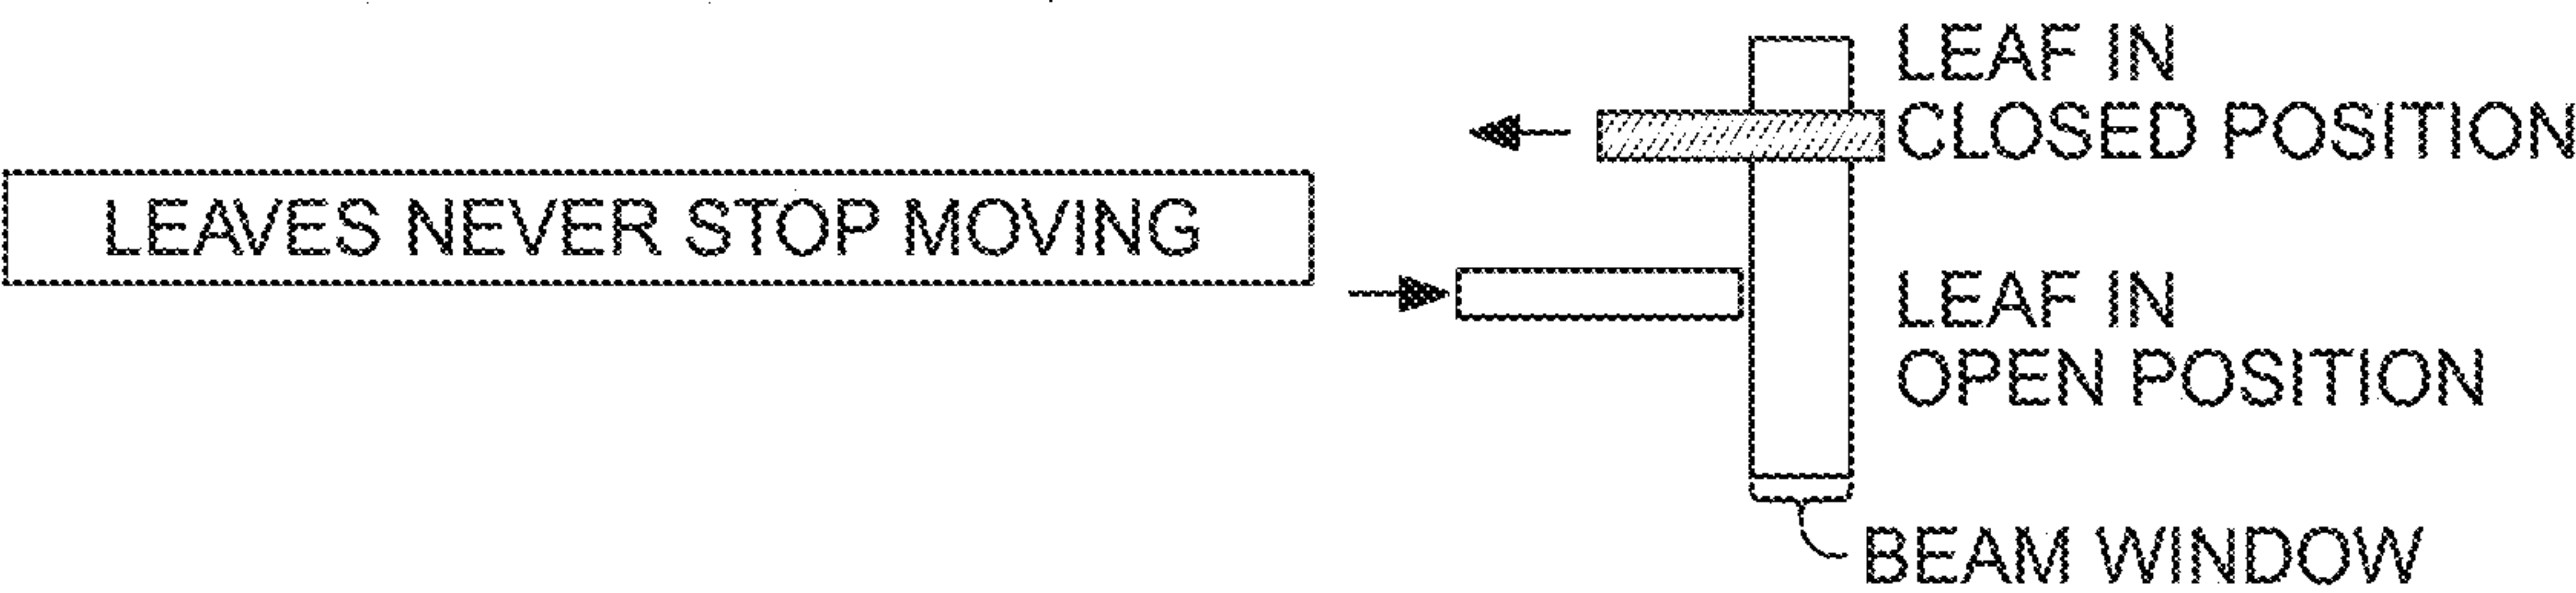 LEAF IN
CLOSED POSITION
LEAVES NEVER STOP MOVING
LEAF IN
OPEN POSITION
BEAM WINDOW